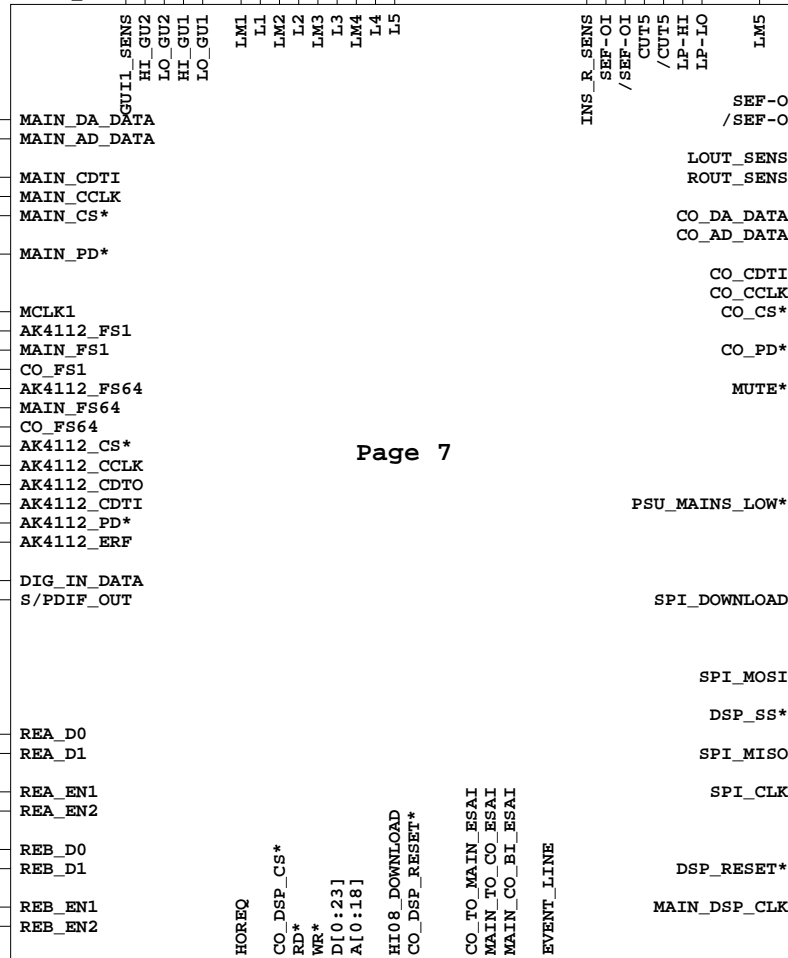 GUI1_SENS
HI_GU2
LO_GU2
HI_GU1
LO_GU1
LM1
L1
LM2
L2
LM3
L3
LM4
L4
L5
INS_R_SENS
SEF-OI
/SEF-OI
CUT5
/CUT5
LP-HI
LP-LO
LM5
MAIN_DA_DATA
MAIN_AD_DATA
MAIN_CDTI
MAIN_CCLK
MAIN_CS*
MAIN_PD*
MCLK1
AK4112_FS1
MAIN_FS1
CO_FS1
AK4112_FS64
MAIN_FS64
CO_FS64
AK4112_CS*
AK4112_CCLK
AK4112_CDTO
AK4112_CDTI
AK4112_PD*
AK4112_ERF
DIG_IN_DATA
S/PDIF_OUT
REA_D0
REA_D1
REA_EN1
REA_EN2
REB_D0
REB_D1
REB_EN1
REB_EN2
Page 7
SEF-O
/SEF-O
LOUT_SENS
ROUT_SENS
CO_DA_DATA
CO_AD_DATA
CO_CDTI
CO_CCLK
CO_CS*
CO_PD*
MUTE*
PSU_MAINS_LOW*
SPI_DOWNLOAD
SPI_MOSI
DSP_SS*
SPI_MISO
SPI_CLK
DSP_RESET*
MAIN_DSP_CLK
HOREQ
CO_DSP_CS*
RD*
WR*
D[0:23]
A[0:18]
HI08_DOWNLOAD
CO_DSP_RESET*
CO_TO_MAIN_ESAI
MAIN_TO_CO_ESAI
MAIN_CO_BI_ESAI
EVENT_LINE